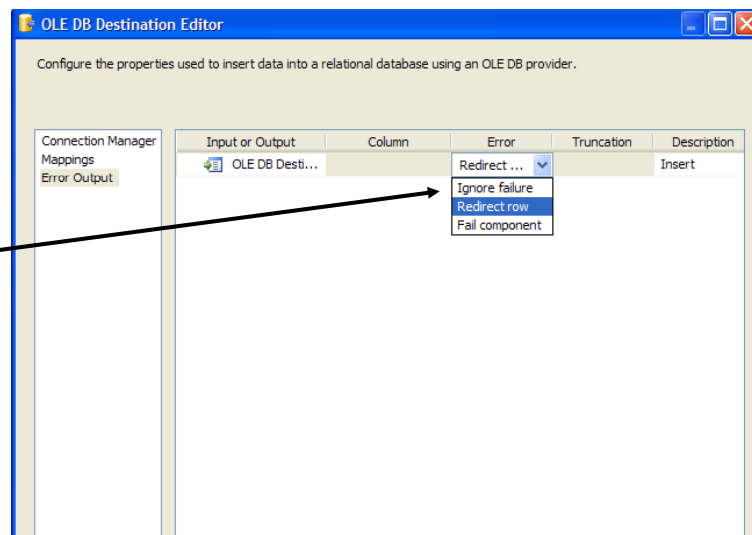 OLE DB Destination Editor
Configure the properties used to insert data into a relational database using an OLE DB provider.
Connection Manager
Mappings
Error Output
Input or Output Column Error Truncation Description
OLE DB Desti... Redirect ... Insert
Ignore failure
Redirect row
Fail component